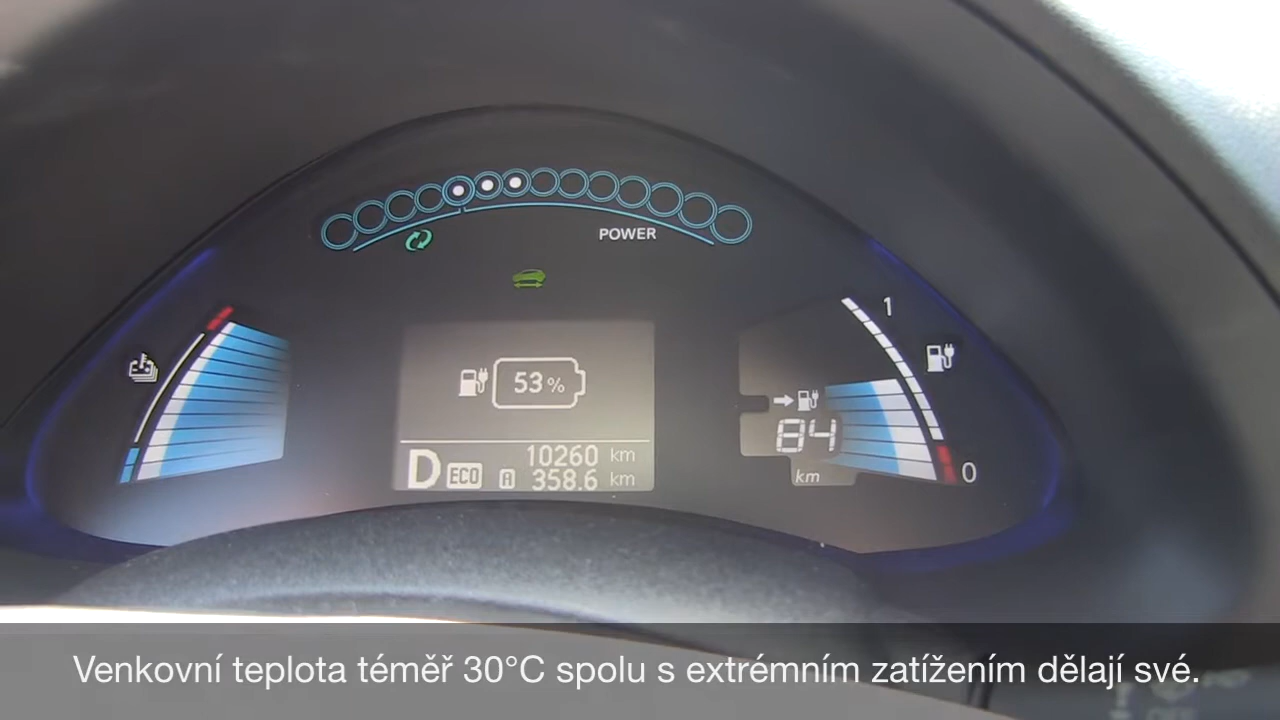 POWER
1
53 %
10260 km
D ECO A 358.6 km
84
km
0
Venkovní teplota téměř 30°C spolu s extrémním zatížením dělají své.